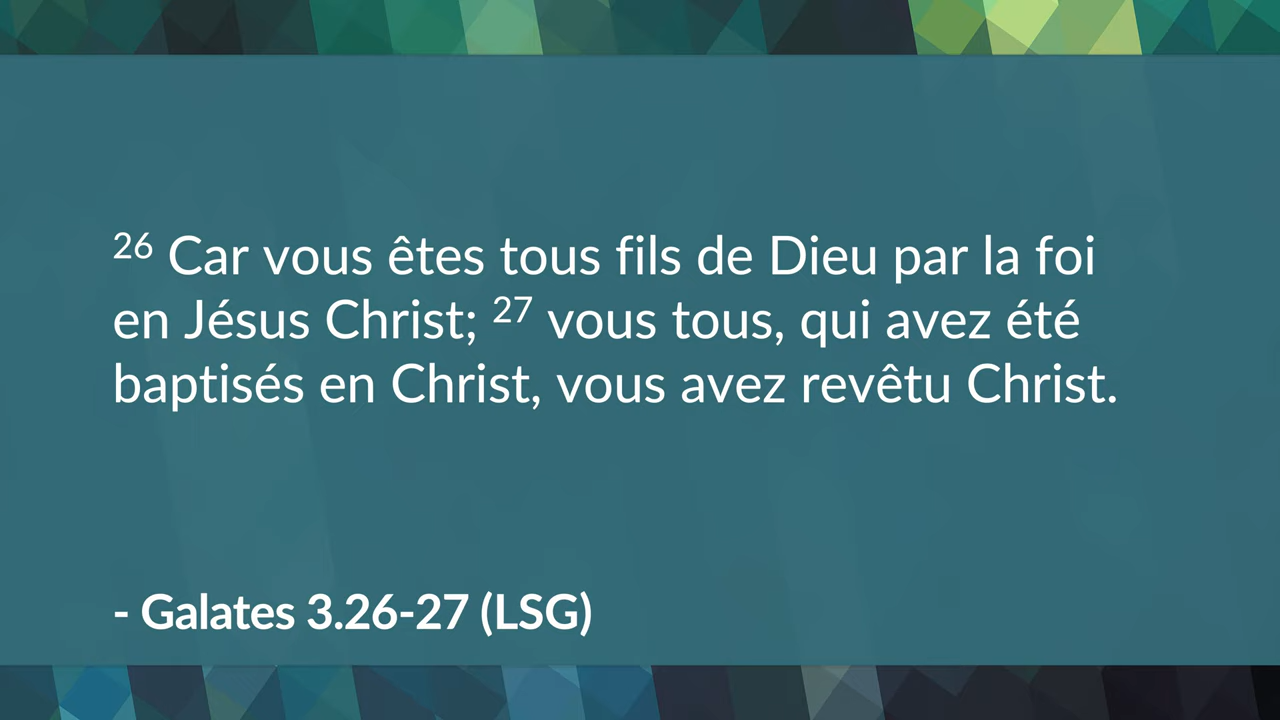 26 Car vous êtes tous fils de Dieu par la foi
en Jésus Christ; 27 vous tous, qui avez été
baptisés en Christ, vous avez revêtu Christ.
- Galates 3.26-27 (LSG)